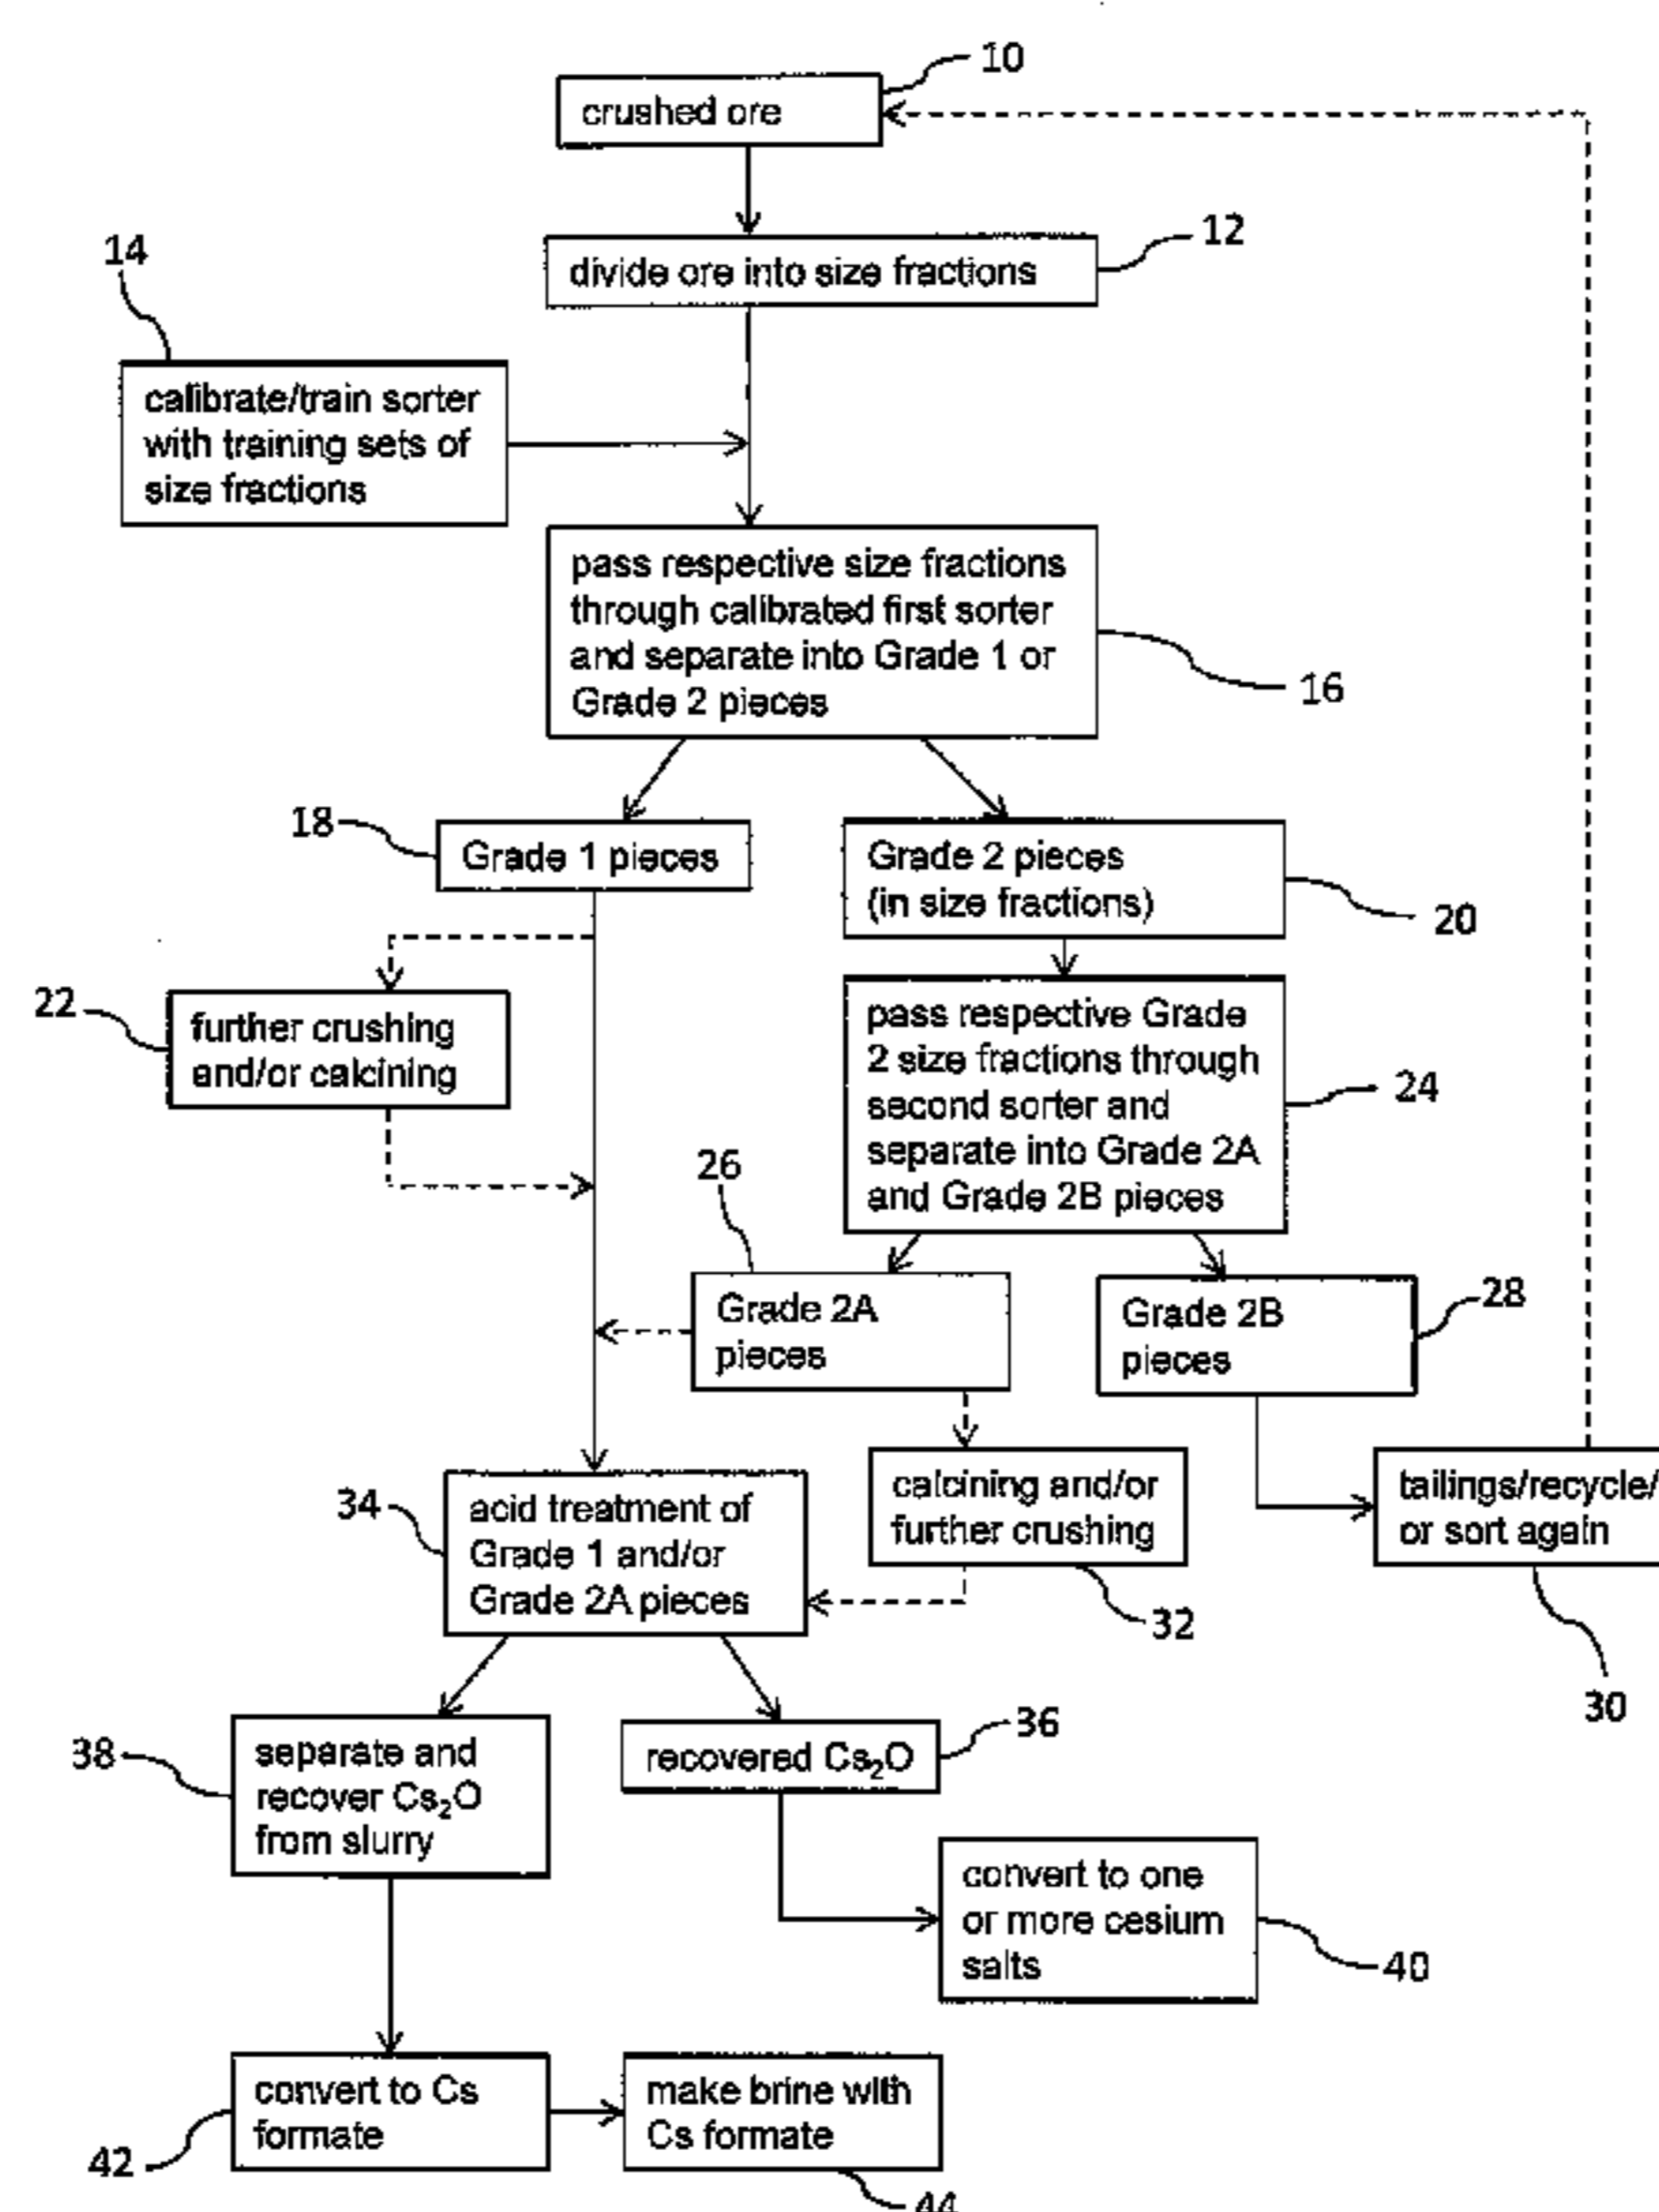 10
crushed ore
12
divide ore into size fractions
14
calibrate/train sorter
with training sets of
size fractions
pass respective size fractions
through calibrated first sorter
and separate into Grade 1 or
Grade 2 pieces
16
18
Grade 1 pieces
Grade 2 pieces
(in size fractions)
20
22
further crushing
and/or calcining
pass respective Grade
2 size fractions through
second sorter and
separate into Grade 2A
and Grade 2B pieces
24
26
Grade 2A
pieces
Grade 2B
pieces
28
34
acid treatment of
Grade 1 and/or
Grade 2A pieces
calcining and/or
further crushing
32
tailings/recycle/
or sort again
30
38
separate and
recover Cs₂O
from slurry
recovered Cs₂O
36
convert to one
or more cesium
salts
40
convert to Cs
formate
42
make brine with
Cs formate
44